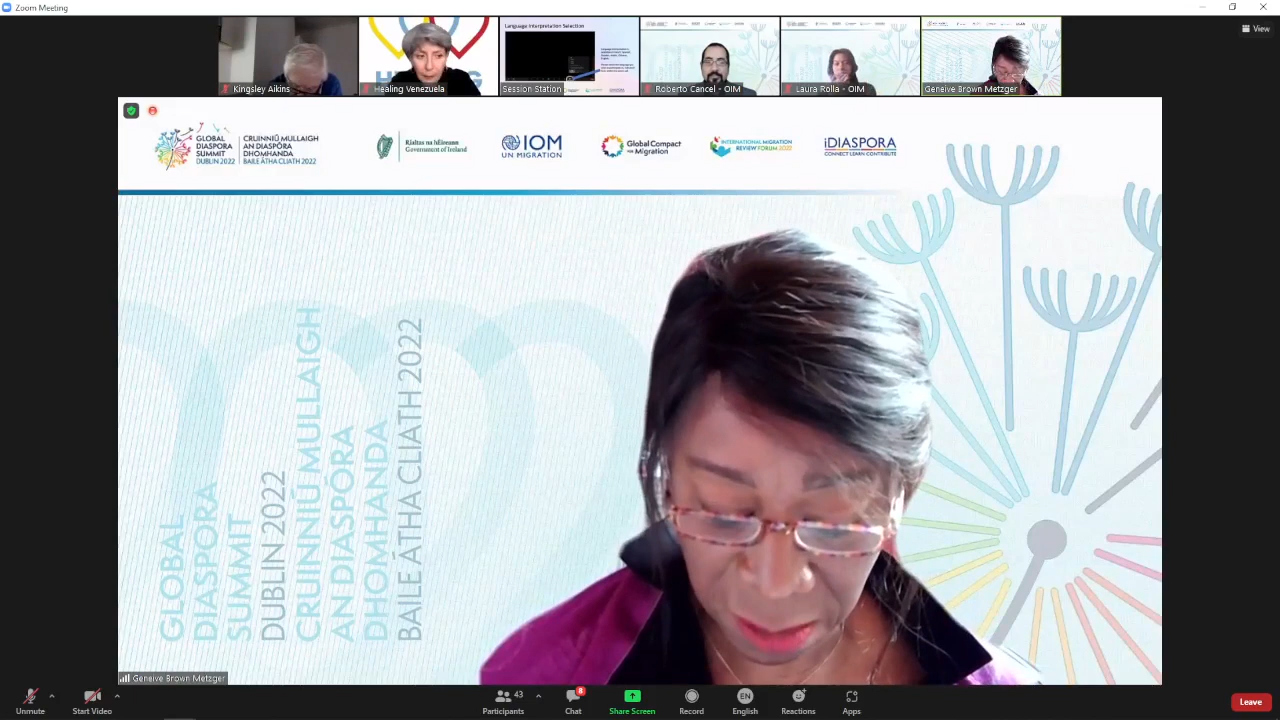 Zoom Meeting
View
Kingsley Aikins
Healing Venezuela
Language Interpretation Selection
Session Station
Roberto Cancel - OIM
Laura Rolla - OIM
Geneive Brown Metzger
GLOBAL
DIASPORA
SUMMIT
DUBLIN 2022
CRUINNIÚ MULLAIGH
AN DIASPÓRA
DHOMHANDA
BAILE ÁTHA CLIATH 2022
Rialtas na hÉireann
Government of Ireland
IOM
UN MIGRATION
Global Compact
for Migration
INTERNATIONAL MIGRATION
REVIEW FORUM 2022
iDIASPORA
CONNECT LEARN CONTRIBUTE
GLOBAL
DIASPORA
SUMMIT
DUBLIN 2022
CRUINNIÚ MULLAIGH
AN DIASPÓRA
DHOMHANDA
BAILE ÁTHA CLIATH 2022
Geneive Brown Metzger
Unmute
Start Video
43
Participants
8
Chat
Share Screen
Record
EN
English
Reactions
Apps
Leave